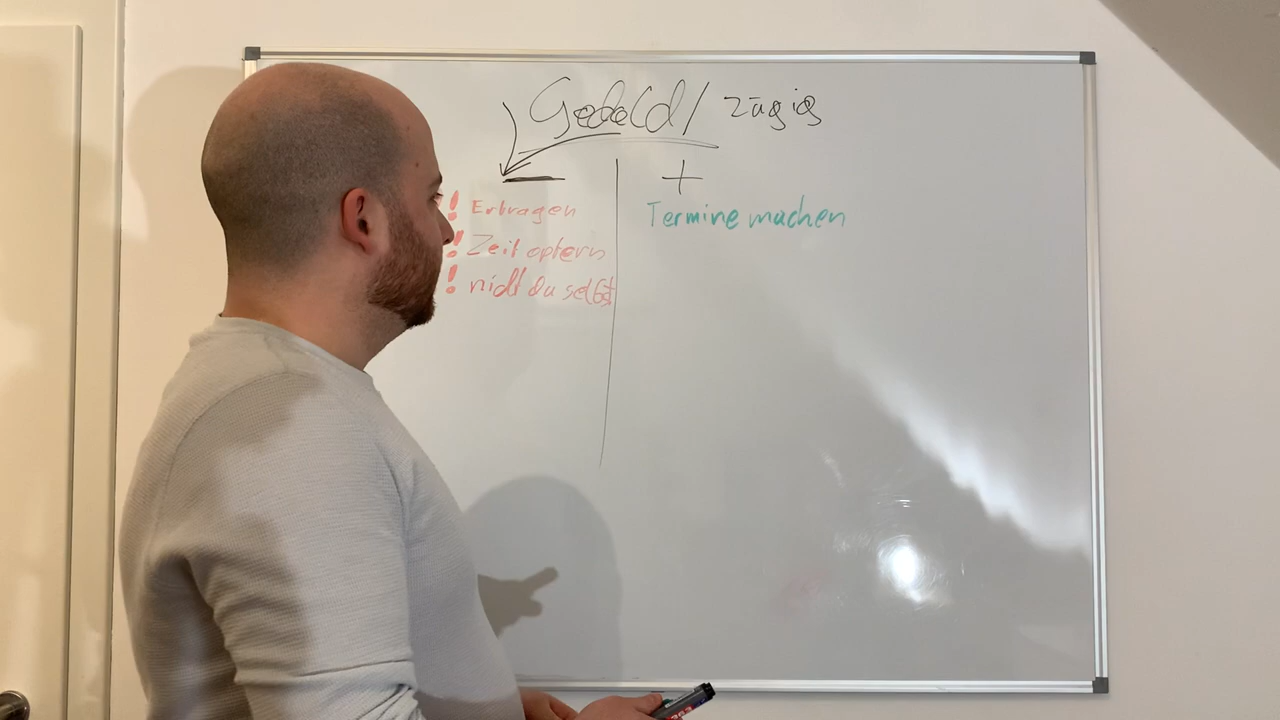 Geduld / zügig
- +
! Ertragen
! Zeit opfern
! nicht du selbst
Termine machen